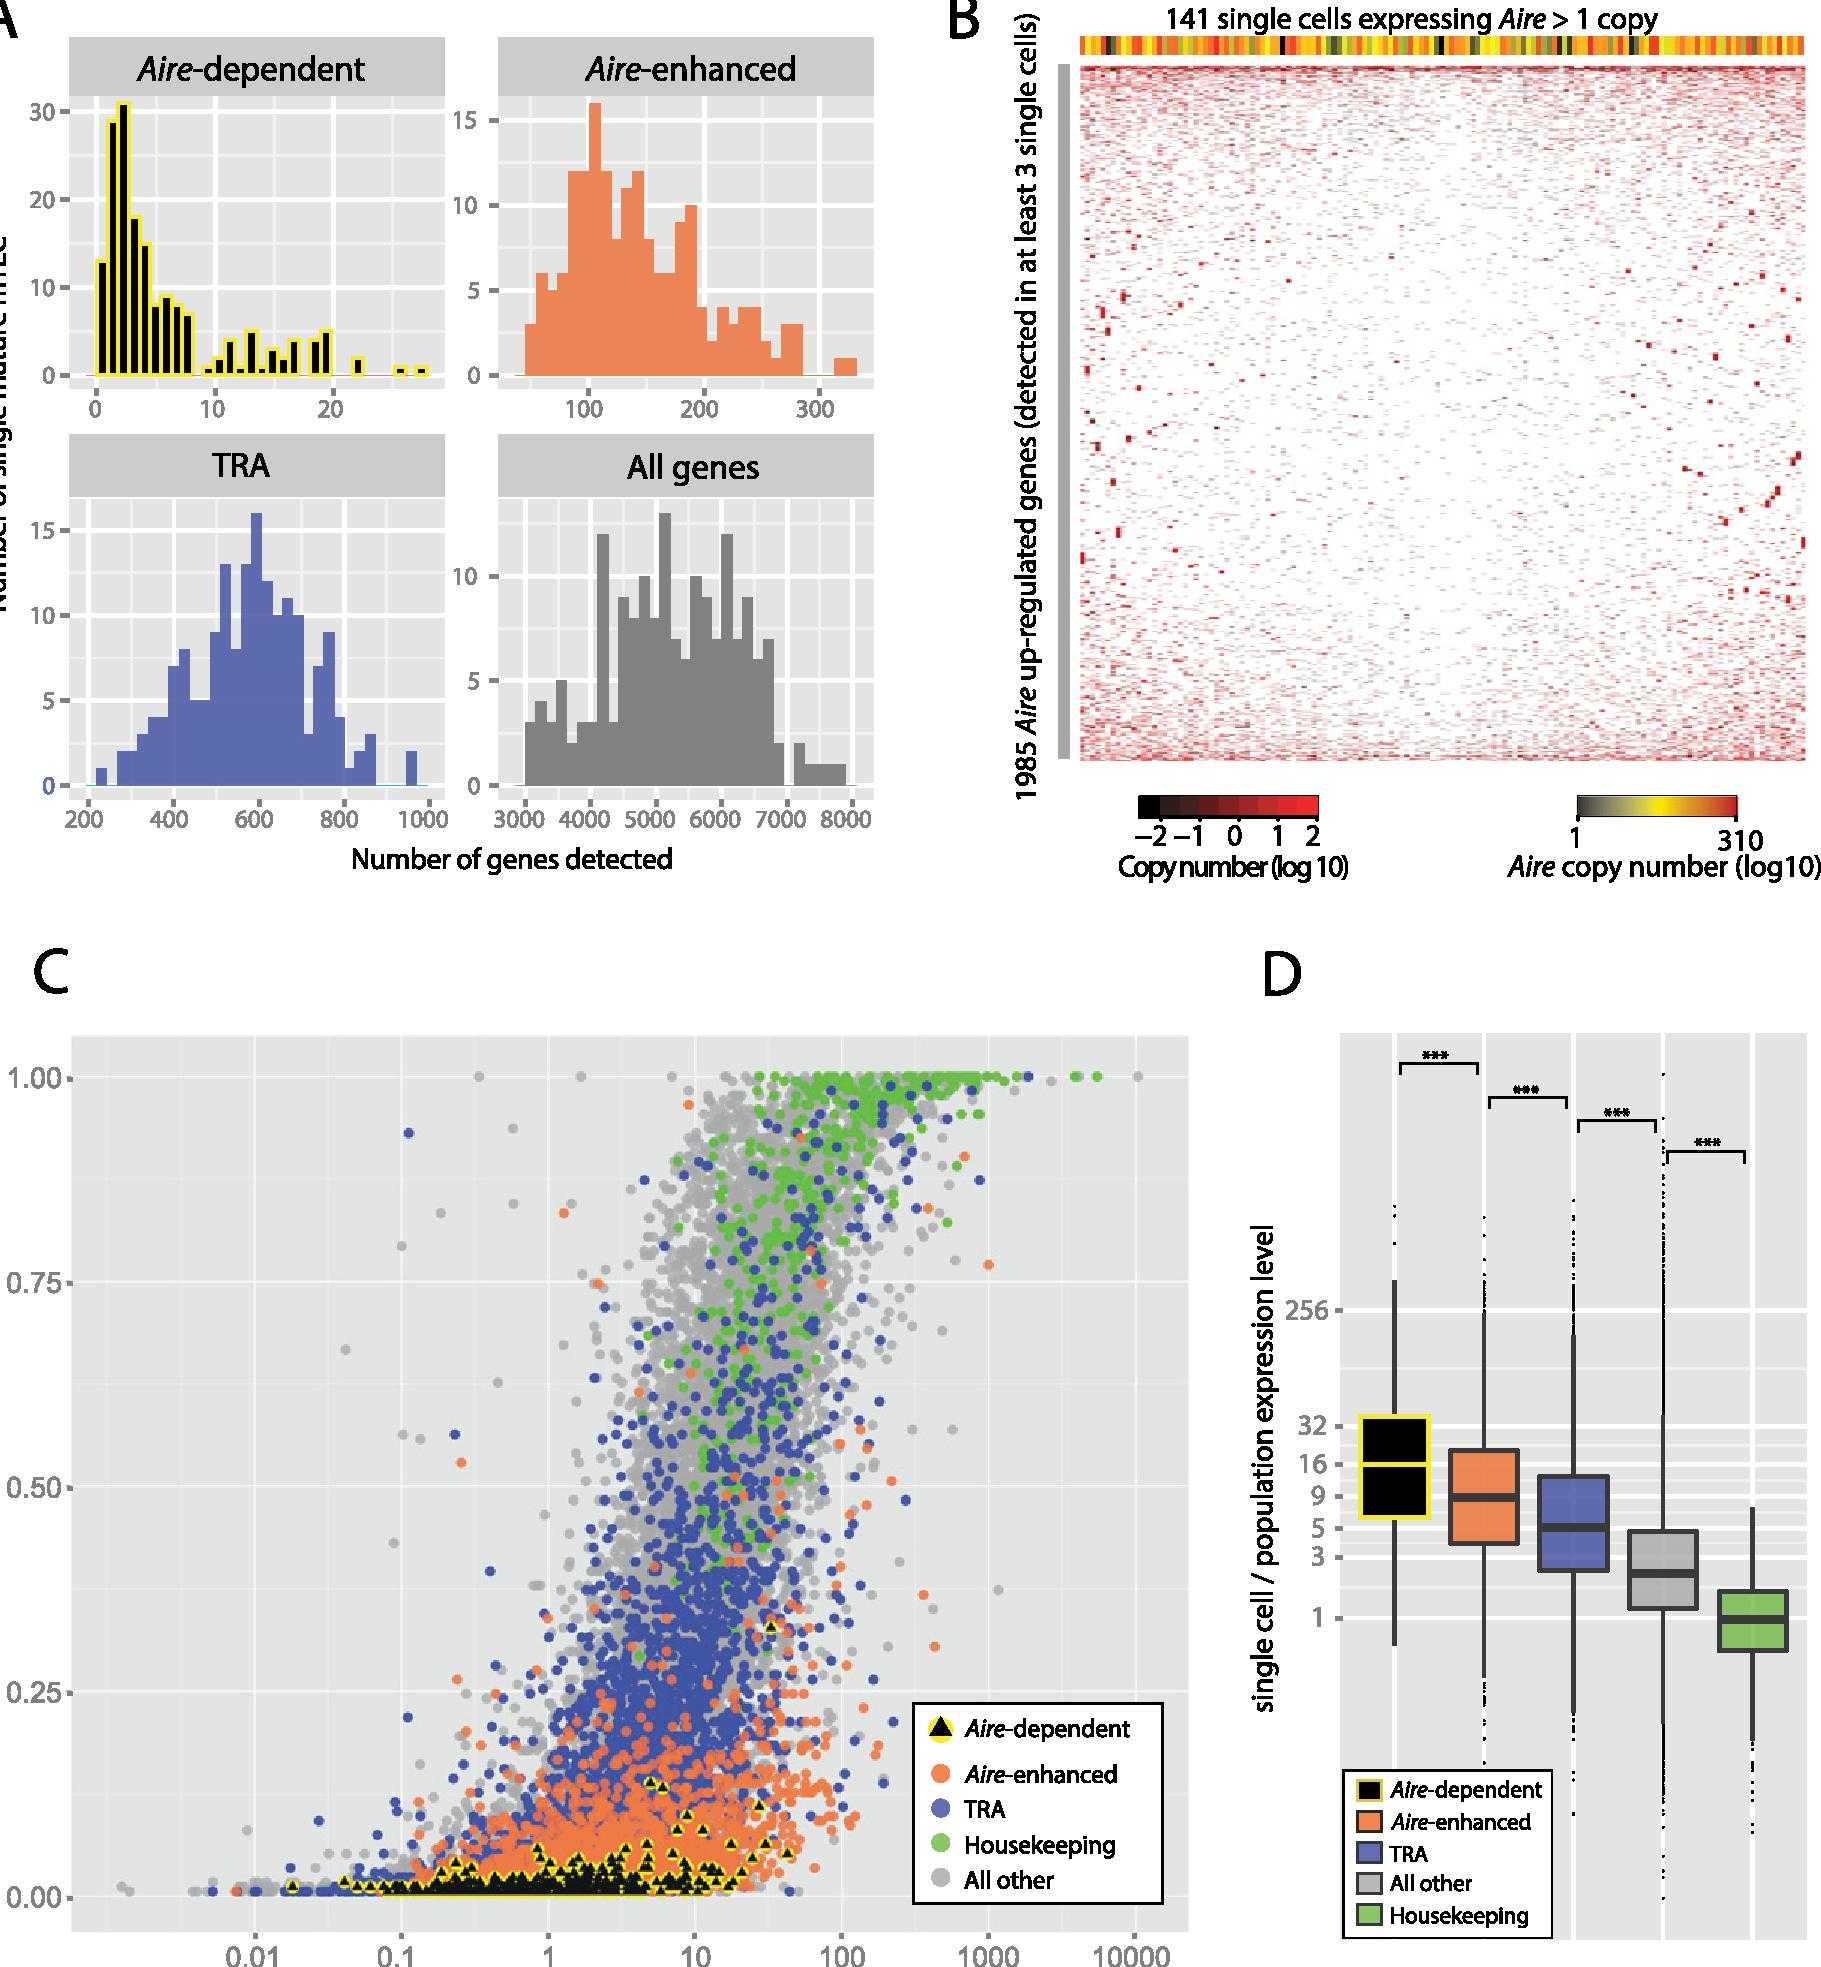 A
Aire-dependent
Aire-enhanced
30
20
10
0
0
10
20
15
10
5
0
100
200
300
TRA
All genes
15
10
5
0
200
400
600
800
1000
10
5
0
3000
4000
5000
6000
7000
8000
Number of genes detected
B
141 single cells expressing Aire > 1 copy
1985 Aire up-regulated genes (detected in at least 3 single cells)
−2 −1 0 1 2
Copy number (log10)
1
310
Aire copy number (log10)
C
1.00
0.75
0.50
0.25
0.00
0.01
0.1
1
10
100
1000
10000
Aire-dependent
Aire-enhanced
TRA
Housekeeping
All other
D
***
***
***
***
single cell / population expression level
256
32
16
9
5
3
1
Aire-dependent
Aire-enhanced
TRA
All other
Housekeeping